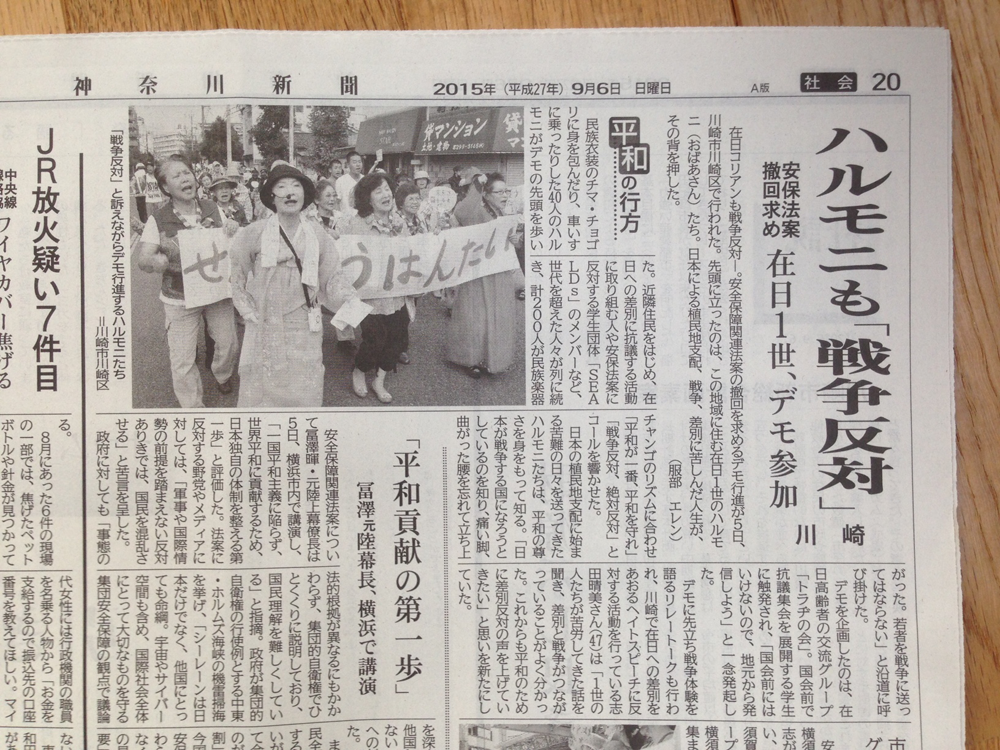 神奈川新聞
2015年(平成27年)9月6日 日曜日
A版
社会
20
ハルモニも「戦争反対」
川崎
安保法案
撤回求め
在日1世、デモ参加
在日コリアンも戦争反対―。安全保障関連法案の撤回を求めるデモ行進が5日、
川崎市川崎区で行われた。先頭に立ったのは、この地域に住む在日1世のハルモ
ニ(おばあさん)たち。日本による植民地支配、戦争、差別に苦しんだ人生が、
その背を押した。
(服部 エレン)
平和の行方
民族衣装のチマ・チョゴ
リに身を包んだり、車いす
に乗ったりした40人のハル
モニがデモの先頭を歩い
た。近隣住民をはじめ、在
日への差別に抗議する活動
に取り組む人や安保法案に
反対する学生団体「SEA
LDs」のメンバーなど、
世代を超えた人々が列に続
き、計200人が民族楽器
チャンゴのリズムに合わせ
「平和が一番、平和を守れ」
「戦争反対、絶対反対」と
コールを響かせた。
日本の植民地支配に始ま
る苦難の日々を送ってきた
ハルモニたちは、平和の尊
さを身をもって知る。「日
本が戦争する国になろうと
しているのを知り、痛い脚、
曲がった腰を忘れて立ち上
がった。若者を戦争に送っ
てはならない」と沿道に呼
び掛けた。
デモを企画したのは、在
日高齢者の交流グループ
「トラヂの会」。国会前で
抗議集会を展開する学生
に触発され、「国会前には
いけないので、地元から発
信しよう」と一念発起し
た。
デモに先立ち戦争体験を
語るリレートークも行わ
れ、川崎で在日への差別を
あおるヘイトスピーチに反
対する活動を行っている志
田晴美さん(47)は「1世の
人たちが苦労してきた話を
聞き、差別と戦争がつなが
っていることがよく分かっ
た。これからも平和のため
に差別反対の声を上げてい
きたい」と思いを新たにし
ていた。
せ うはんたい
マンション
土地・建物
貸
「戦争反対」と訴えながらデモ行進するハルモニたち
=川崎市川崎区
「平和貢献の第一歩」
冨澤元陸幕長、横浜で講演
安全保障関連法案につい
て冨澤暉・元陸上幕僚長は
5日、横浜市内で講演し、
「一国平和主義に陥らず、
世界平和に貢献するため、
日本独自の体制を整える第
一歩」と評価した。法案に
反対する野党やメディアに
対しては、「軍事や国際情
勢の前提を踏まえない反対
ありきでは、国民を混乱さ
せる」と苦言を呈した。
政府に対しても「事態の
法的根拠が異なるにもかか
わらず、集団的自衛権でひ
とくくりに説明しており、
国民理解を難しくしてい
る」と指摘。政府が集団的
自衛権の行使例とする中東
・ホルムズ海峡の機雷掃海
を挙げ、「シーレーンは日
本だけでなく、他国にとっ
ても命綱。宇宙やサイバー
空間も含め、国際社会全体
にとって大切なものを守る
集団安全保障の観点で議論
JR放火疑い7件目
中央線
ワイヤカバー焦げる
る。
8月にあった6件の現場
の一部では、焦げたペット
ボトルや針金が見つかって
代女性には行政機関の職員
を名乗る人物から「お金を
支給するので振込先の口座
番号を教えてほしい。マイ